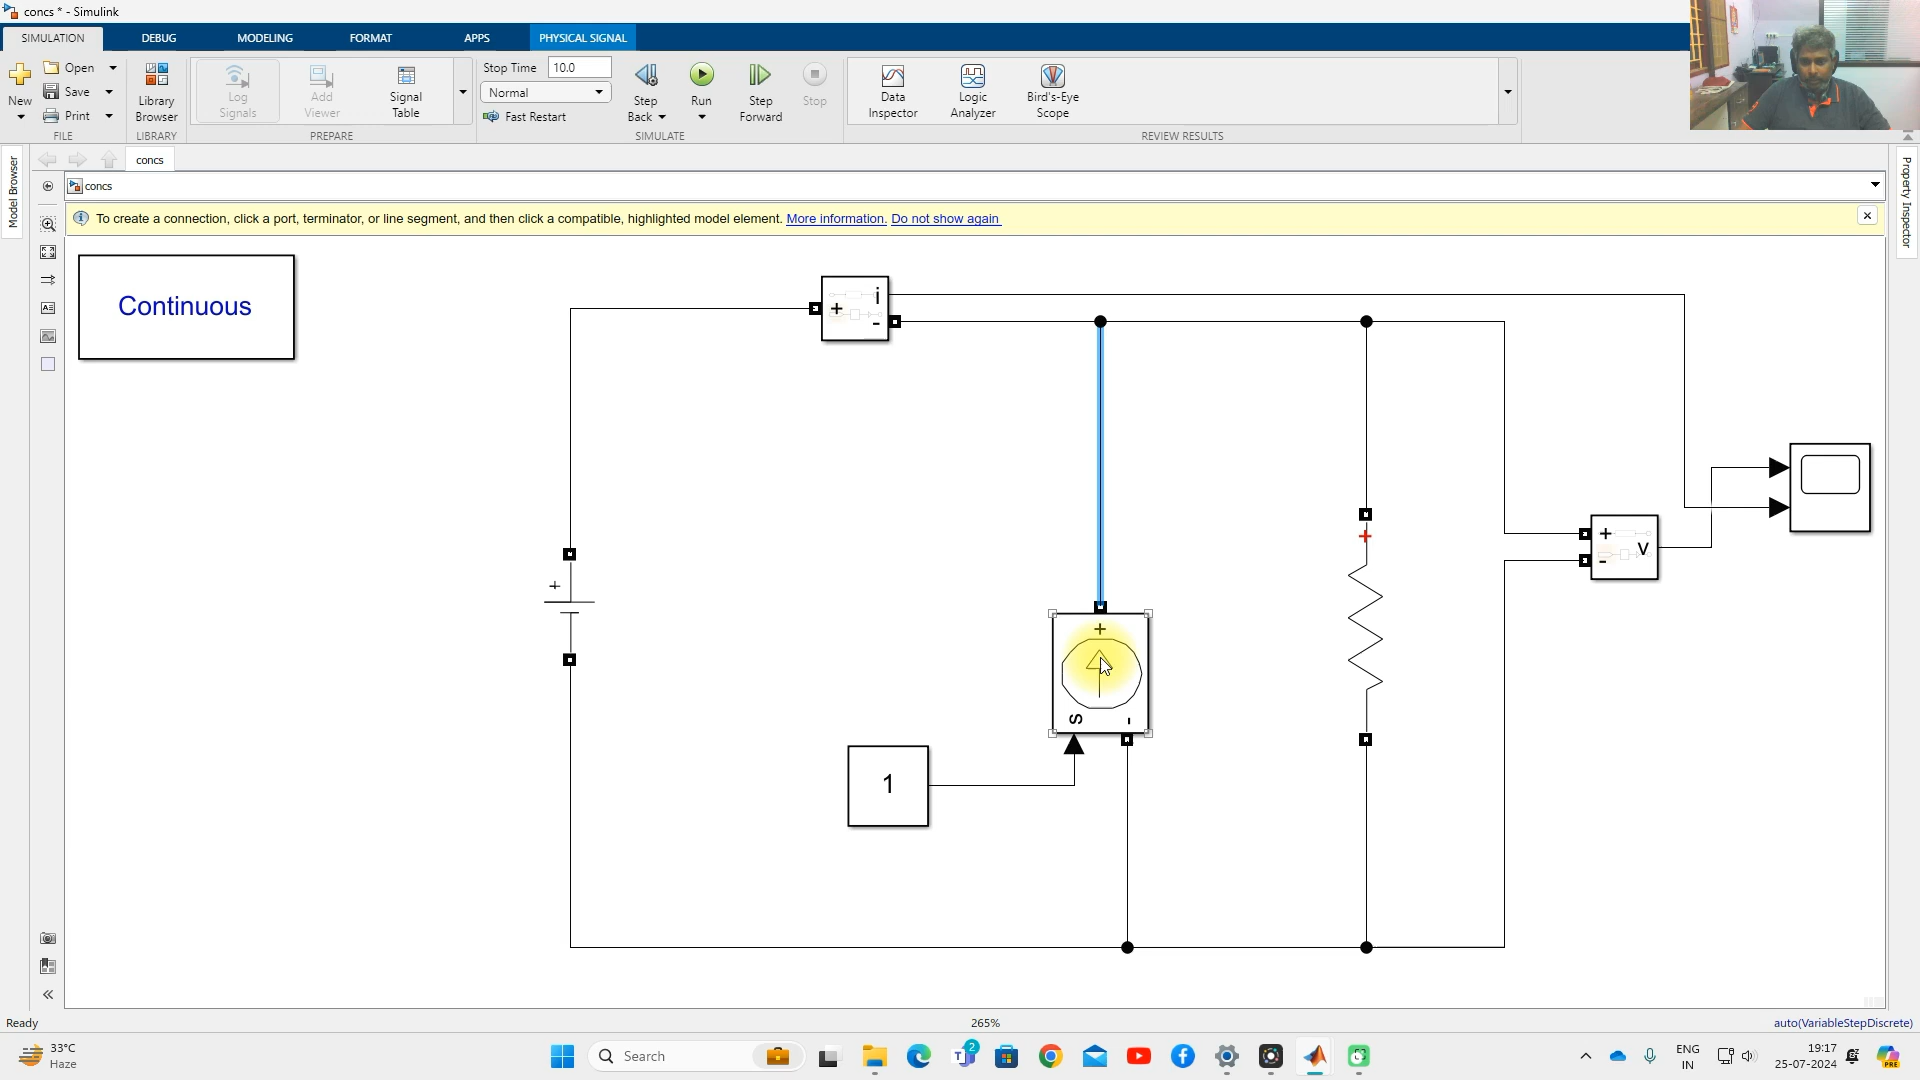 concs * - Simulink
SIMULATION DEBUG MODELING FORMAT APPS PHYSICAL SIGNAL
New
Open
Save
Print
FILE
Library Browser
LIBRARY
Log Signals
Add Viewer
Signal Table
PREPARE
Stop Time 10.0
Normal
Fast Restart
Step Back
Run
Step Forward
Stop
SIMULATE
Data Inspector
Logic Analyzer
Bird's-Eye Scope
REVIEW RESULTS
Model Browser
concs
concs
Property Inspector
To create a connection, click a port, terminator, or line segment, and then click a compatible, highlighted model element. More information. Do not show again
Continuous
i
+
-
+
+
+
v
-
+
s -
1
Ready 265% auto(VariableStepDiscrete)
33°C
Haze
Search
2
ENG
IN
19:17
25-07-2024
PRE